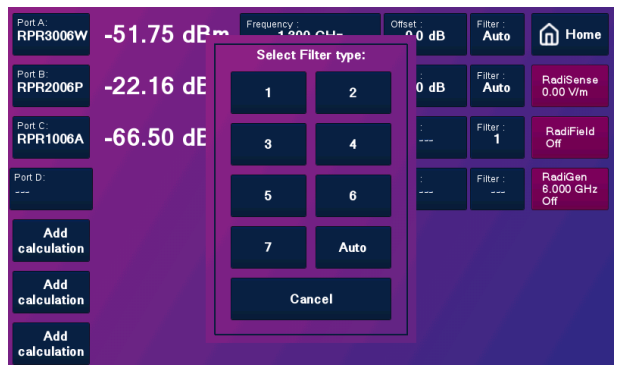 Port A:
RPR3006W
-51.75 dBm
Frequency :
Offset :
0.0 dB
Filter :
Auto
Home
Select Filter type:
Port B:
RPR2006P
-22.16
1
2
:
0 dB
Filter :
Auto
RadiSense
0.00 V/m
Port C:
RPR1006A
-66.50
3
4
:
---
Filter :
1
RadiField
Off
Port D:
---
5
6
:
---
Filter :
---
RadiGen
6.000 GHz
Off
Add
calculation
7
Auto
Add
calculation
Cancel
Add
calculation